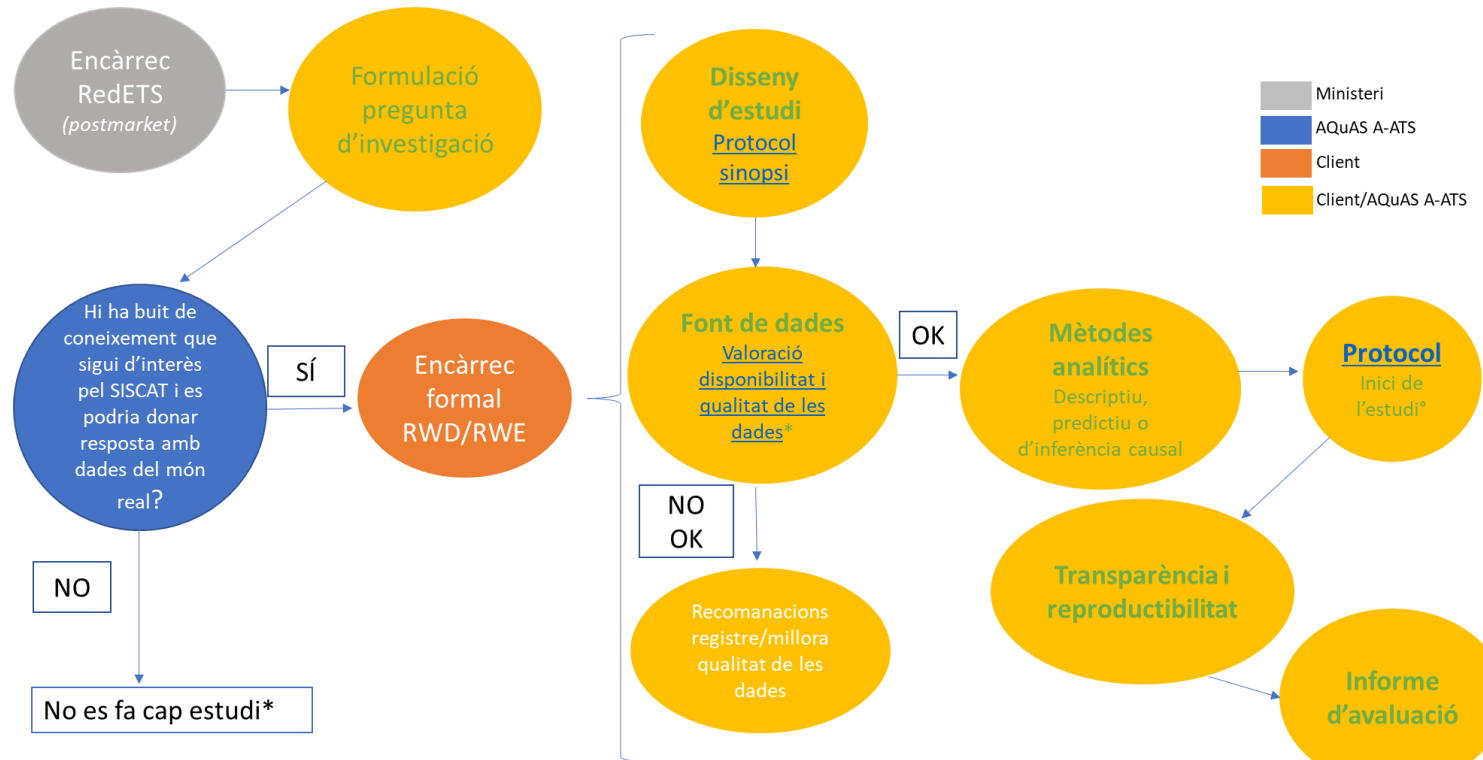 Encàrrec
RedETS
(postmarket)
Formulació
pregunta
d’investigació
Hi ha buit de
coneixement que
sigui d’interès
pel SISCAT i es
podria donar
resposta amb
dades del món
real?
SÍ
NO
No es fa cap estudi*
Encàrrec
formal
RWD/RWE
Disseny
d’estudi
Protocol
sinopsi
Font de dades
Valoració
disponibilitat i
qualitat de les
dades*
OK
NO
OK
Recomanacions
registre/millora
qualitat de les
dades
Mètodes
analítics
Descriptiu,
predictiu o
d’inferència causal
Protocol
Inici de
l’estudi°
Transparència i
reproductibilitat
Informe
d’avaluació
Ministeri
AQuAS A-ATS
Client
Client/AQuAS A-ATS